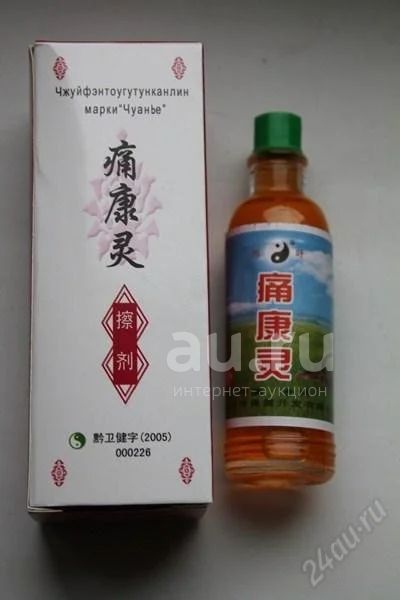 Чжуйфэнтоугутунканлин
марки"Чуанье"
痛康灵
擦剂
黔卫健字(2005)
000226
痛康灵
au.ru
интернет-аукцион
24au.ru